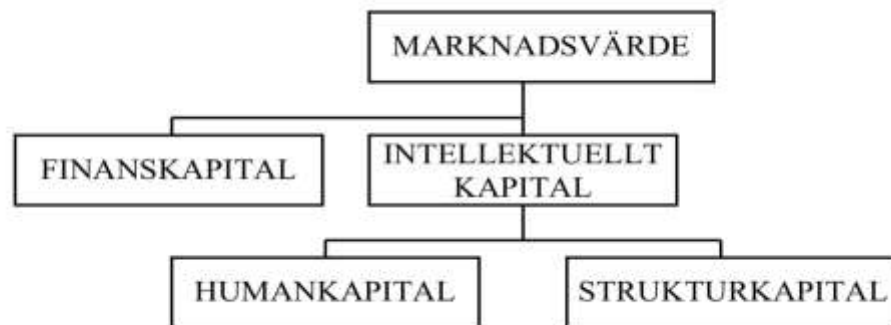 MARKNADSVÄRDE
FINANSKAPITAL
INTELLEKTUELLT
KAPITAL
HUMANKAPITAL
STRUKTURKAPITAL